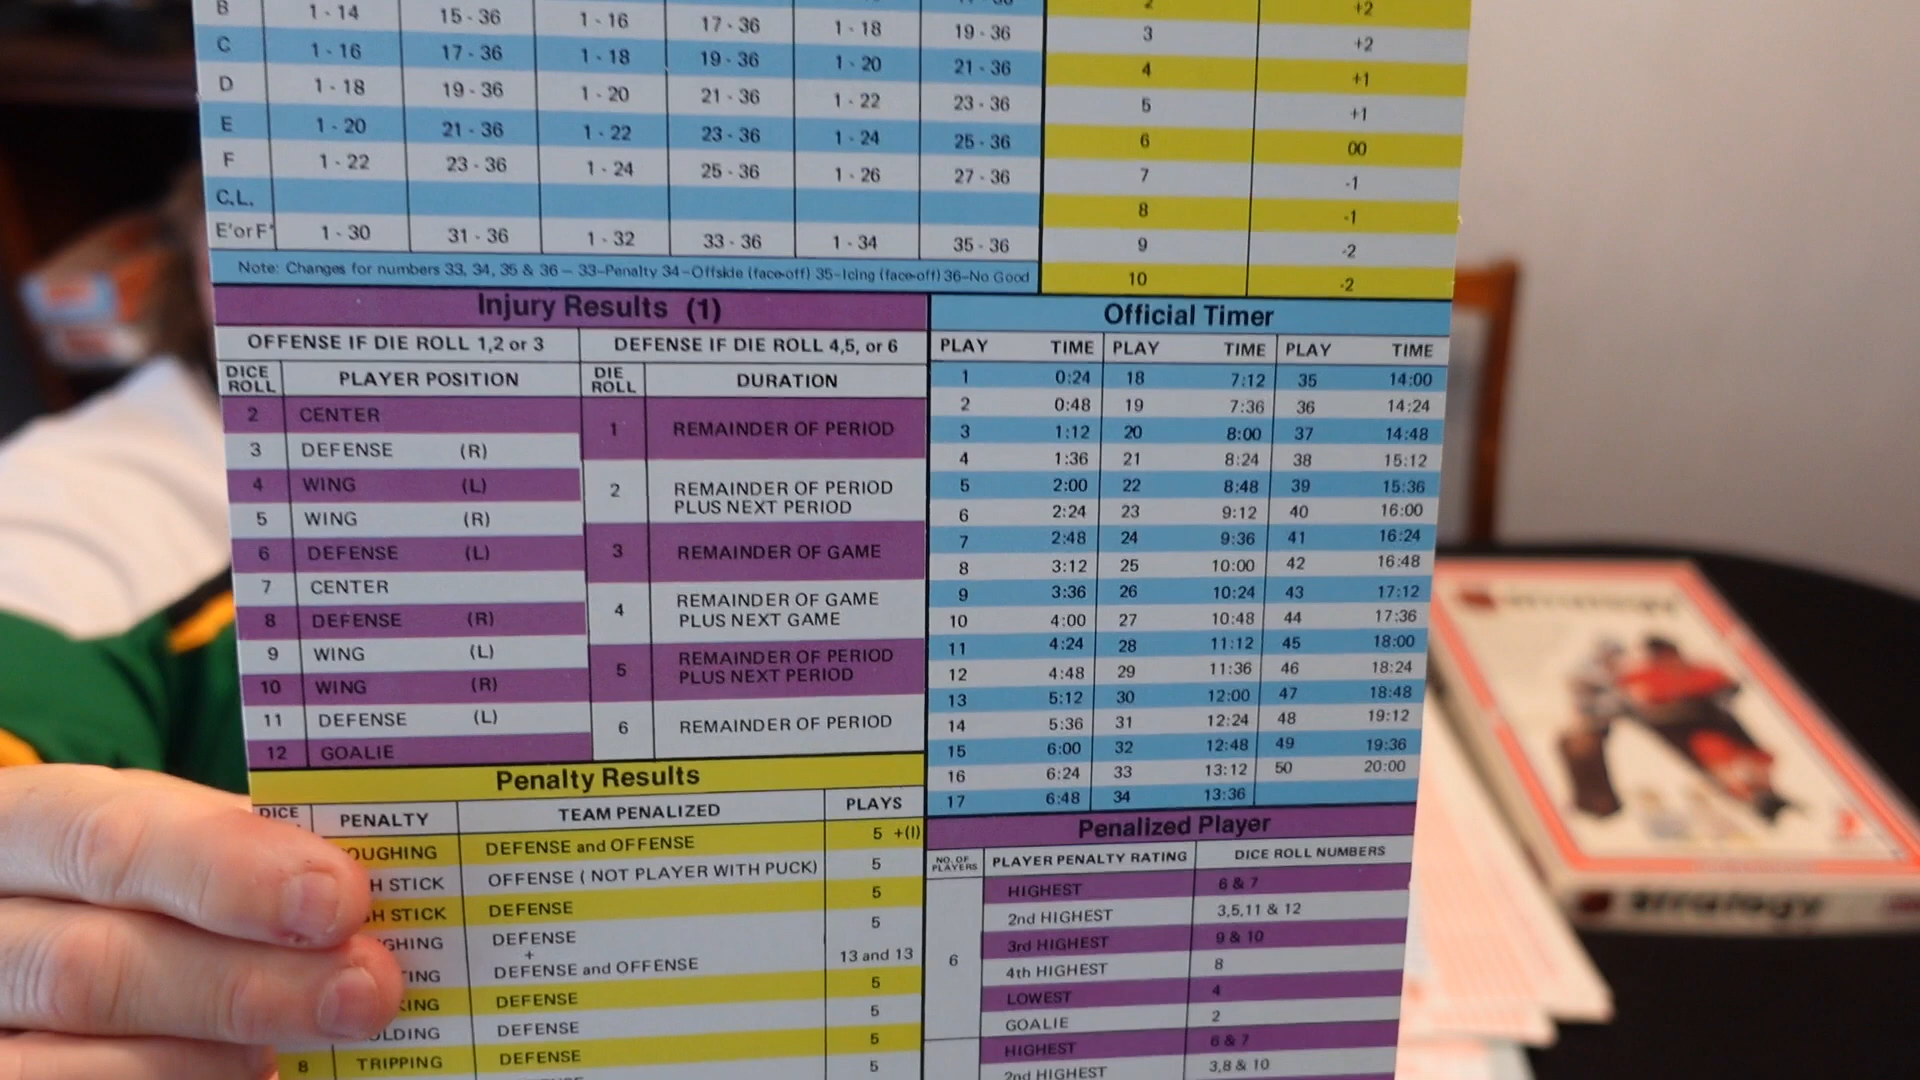 B 1 - 14 15 - 36 1 - 16 17 - 36 1 - 18 19 - 36
C 1 - 16 17 - 36 1 - 18 19 - 36 1 - 20 21 - 36
D 1 - 18 19 - 36 1 - 20 21 - 36 1 - 22 23 - 36
E 1 - 20 21 - 36 1 - 22 23 - 36 1 - 24 25 - 36
F 1 - 22 23 - 36 1 - 24 25 - 36 1 - 26 27 - 36
C.L.
E'or F' 1 - 30 31 - 36 1 - 32 33 - 36 1 - 34 35 - 36
Note: Changes for numbers 33, 34, 35 & 36 – 33–Penalty 34–Offside (face-off) 35–Icing (face-off) 36–No Good
2 +2
3 +2
4 +1
5 +1
6 00
7 -1
8 -1
9 -2
10 -2
Injury Results (1)
OFFENSE IF DIE ROLL 1,2 or 3
DEFENSE IF DIE ROLL 4,5, or 6
DICE ROLL PLAYER POSITION
2 CENTER
3 DEFENSE (R)
4 WING (L)
5 WING (R)
6 DEFENSE (L)
7 CENTER
8 DEFENSE (R)
9 WING (L)
10 WING (R)
11 DEFENSE (L)
12 GOALIE
DIE ROLL DURATION
1 REMAINDER OF PERIOD
2 REMAINDER OF PERIOD
PLUS NEXT PERIOD
3 REMAINDER OF GAME
4 REMAINDER OF GAME
PLUS NEXT GAME
5 REMAINDER OF PERIOD
PLUS NEXT PERIOD
6 REMAINDER OF PERIOD
Official Timer
PLAY TIME PLAY TIME PLAY TIME
1 0:24 18 7:12 35 14:00
2 0:48 19 7:36 36 14:24
3 1:12 20 8:00 37 14:48
4 1:36 21 8:24 38 15:12
5 2:00 22 8:48 39 15:36
6 2:24 23 9:12 40 16:00
7 2:48 24 9:36 41 16:24
8 3:12 25 10:00 42 16:48
9 3:36 26 10:24 43 17:12
10 4:00 27 10:48 44 17:36
11 4:24 28 11:12 45 18:00
12 4:48 29 11:36 46 18:24
13 5:12 30 12:00 47 18:48
14 5:36 31 12:24 48 19:12
15 6:00 32 12:48 49 19:36
16 6:24 33 13:12 50 20:00
17 6:48 34 13:36
Penalty Results
DICE PENALTY TEAM PENALIZED PLAYS
OUGHING DEFENSE and OFFENSE 5 +(I)
H STICK OFFENSE ( NOT PLAYER WITH PUCK) 5
H STICK DEFENSE 5
GHING DEFENSE 5
+
TING DEFENSE and OFFENSE 13 and 13
KING DEFENSE 5
OLDING DEFENSE 5
8 TRIPPING DEFENSE 5
5
Penalized Player
NO. OF PLAYERS PLAYER PENALTY RATING DICE ROLL NUMBERS
6
HIGHEST 6 & 7
2nd HIGHEST 3,5,11 & 12
3rd HIGHEST 9 & 10
4th HIGHEST 8
LOWEST 4
GOALIE 2
HIGHEST 6 & 7
2nd HIGHEST 3,8 & 10
Strategy